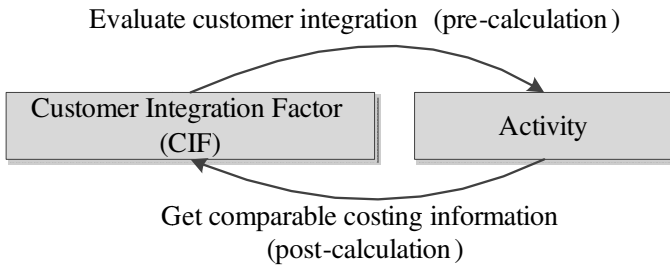 Evaluate customer integration (pre-calculation)
Customer Integration Factor
(CIF)
Activity
Get comparable costing information
(post-calculation)